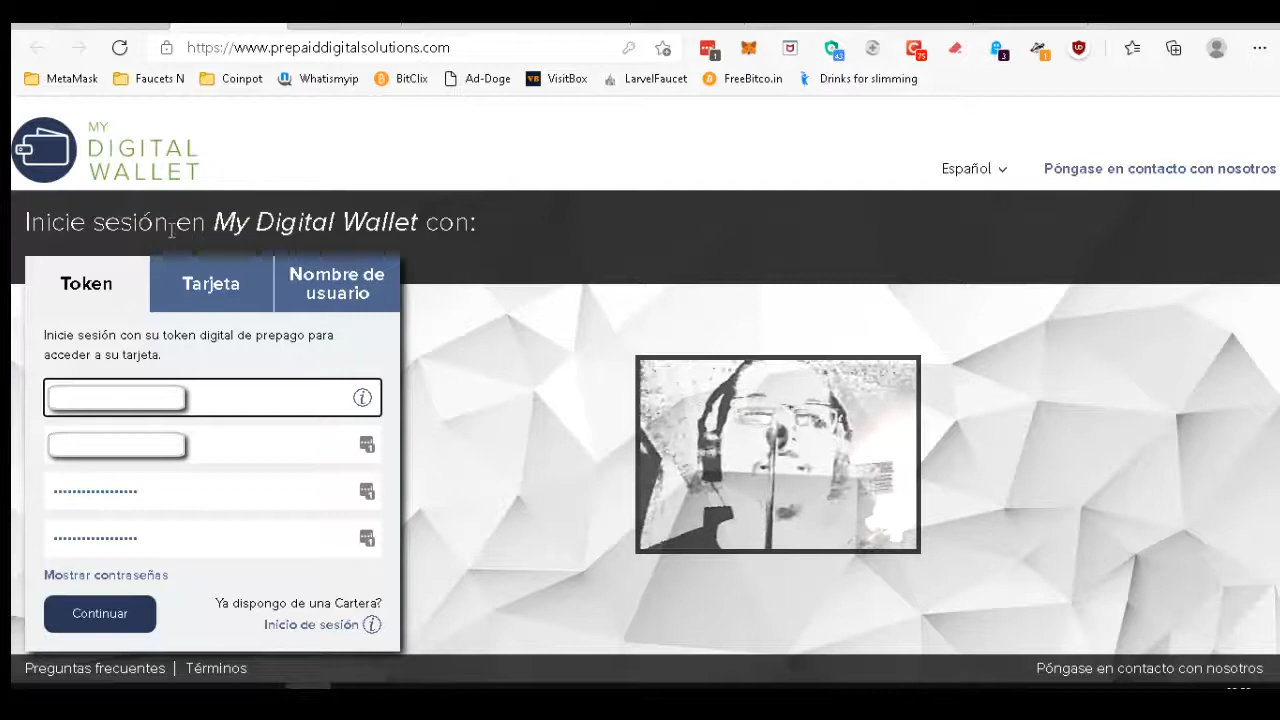 https://www.prepaiddigitalsolutions.com
MetaMask Faucets N Coinpot Whatismyip BitClix Ad-Doge VisitBox LarvelFaucet FreeBitco.in Drinks for slimming
MY
DIGITAL
WALLET
Español Póngase en contacto con nosotros
Inicie sesión en My Digital Wallet con:
Token Tarjeta Nombre de usuario
Inicie sesión con su token digital de prepago para
acceder a su tarjeta.
Mostrar contraseñas
Continuar
Ya dispongo de una Cartera?
Inicio de sesión
Preguntas frecuentes | Términos Póngase en contacto con nosotros